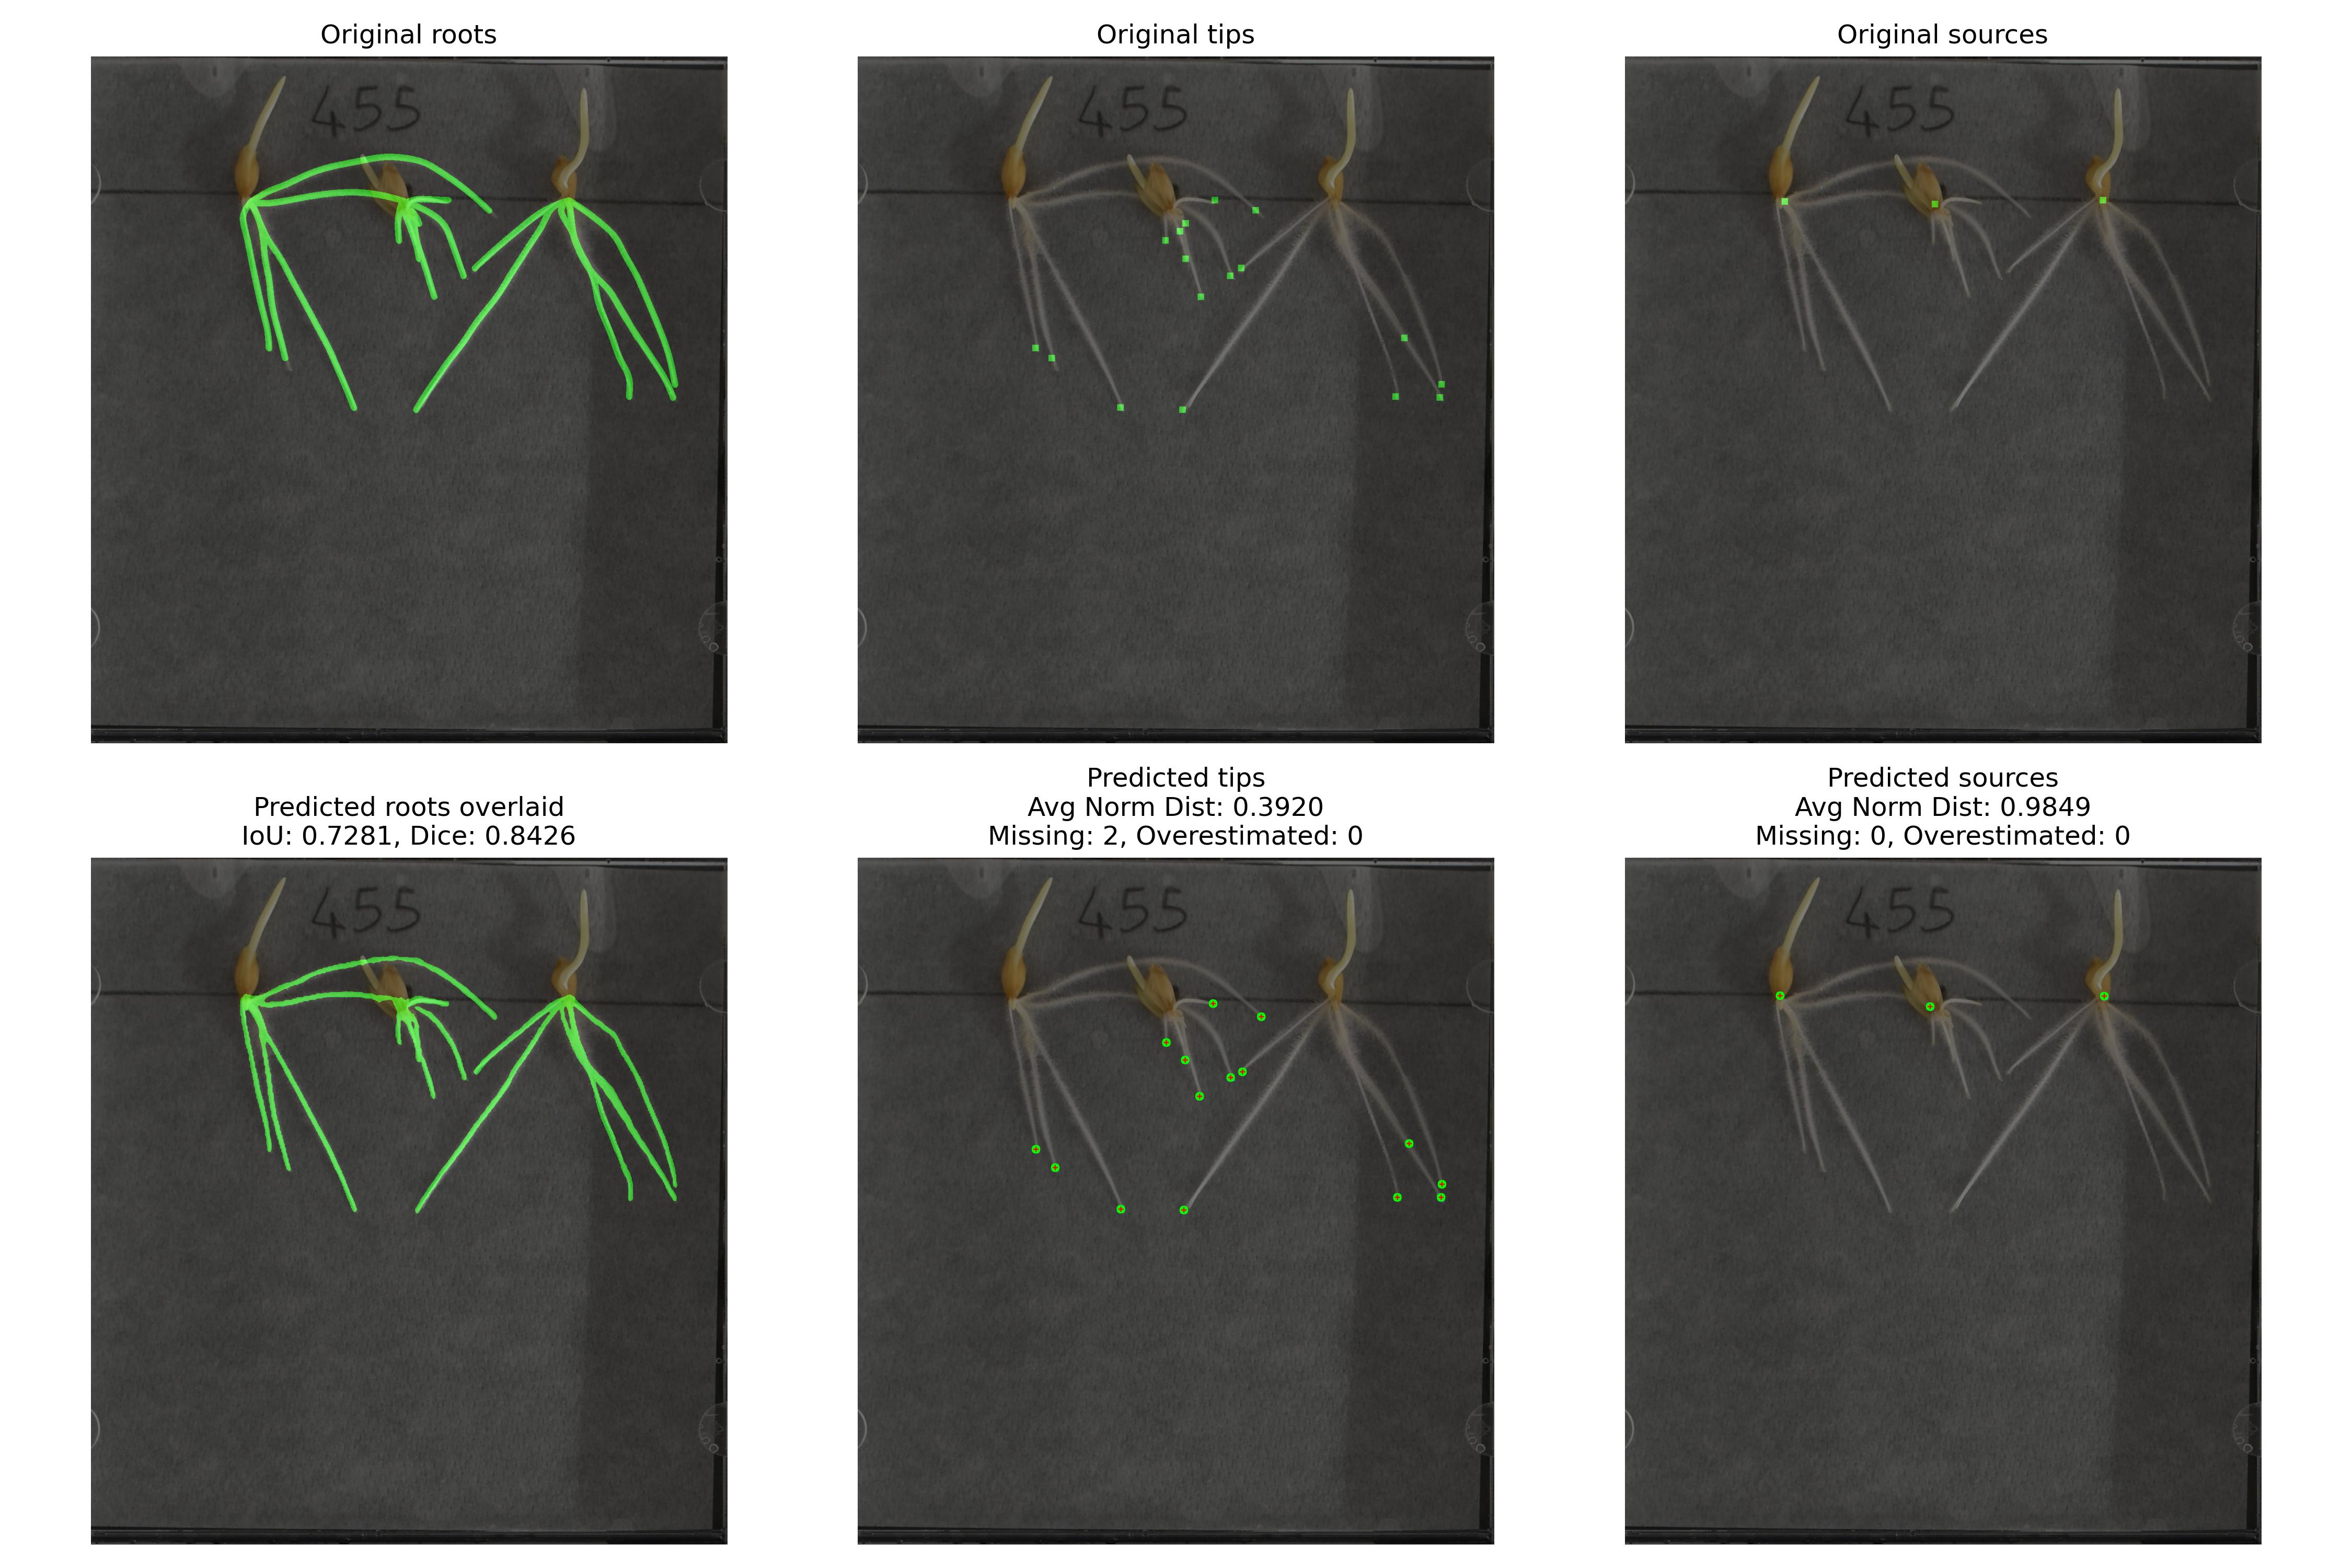 Original roots
Original tips
Original sources
455
455
455
Predicted roots overlaid
IoU: 0.7281, Dice: 0.8426
Predicted tips
Avg Norm Dist: 0.3920
Missing: 2, Overestimated: 0
Predicted sources
Avg Norm Dist: 0.9849
Missing: 0, Overestimated: 0
455
455
455